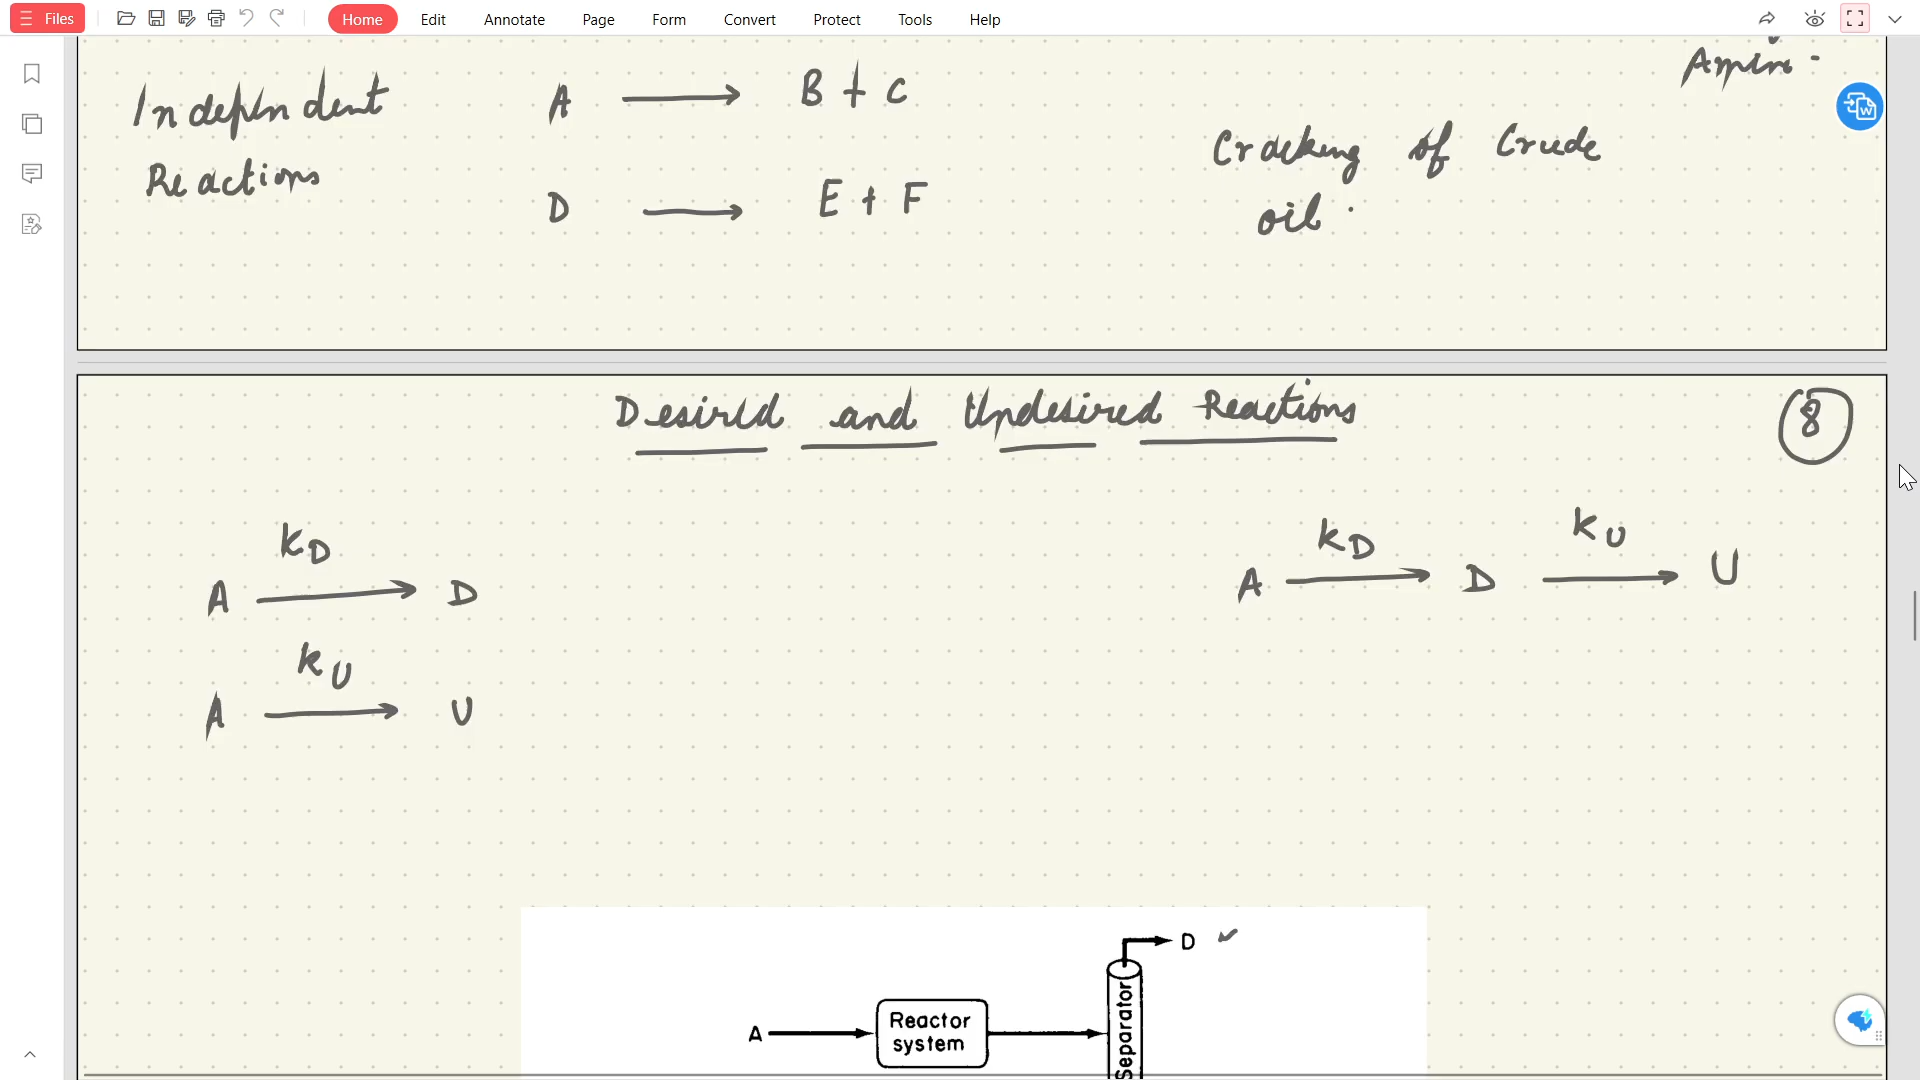 Files Home Edit Annotate Page Form Convert Protect Tools Help
Independent
Reactions
A → B + C
D → E + F
Cracking of Crude
oil .
Desired and Undesired Reactions
8
A →kD D
A →kU U
A →kD D →kU U
D ✓
A
Reactor
system
Separator